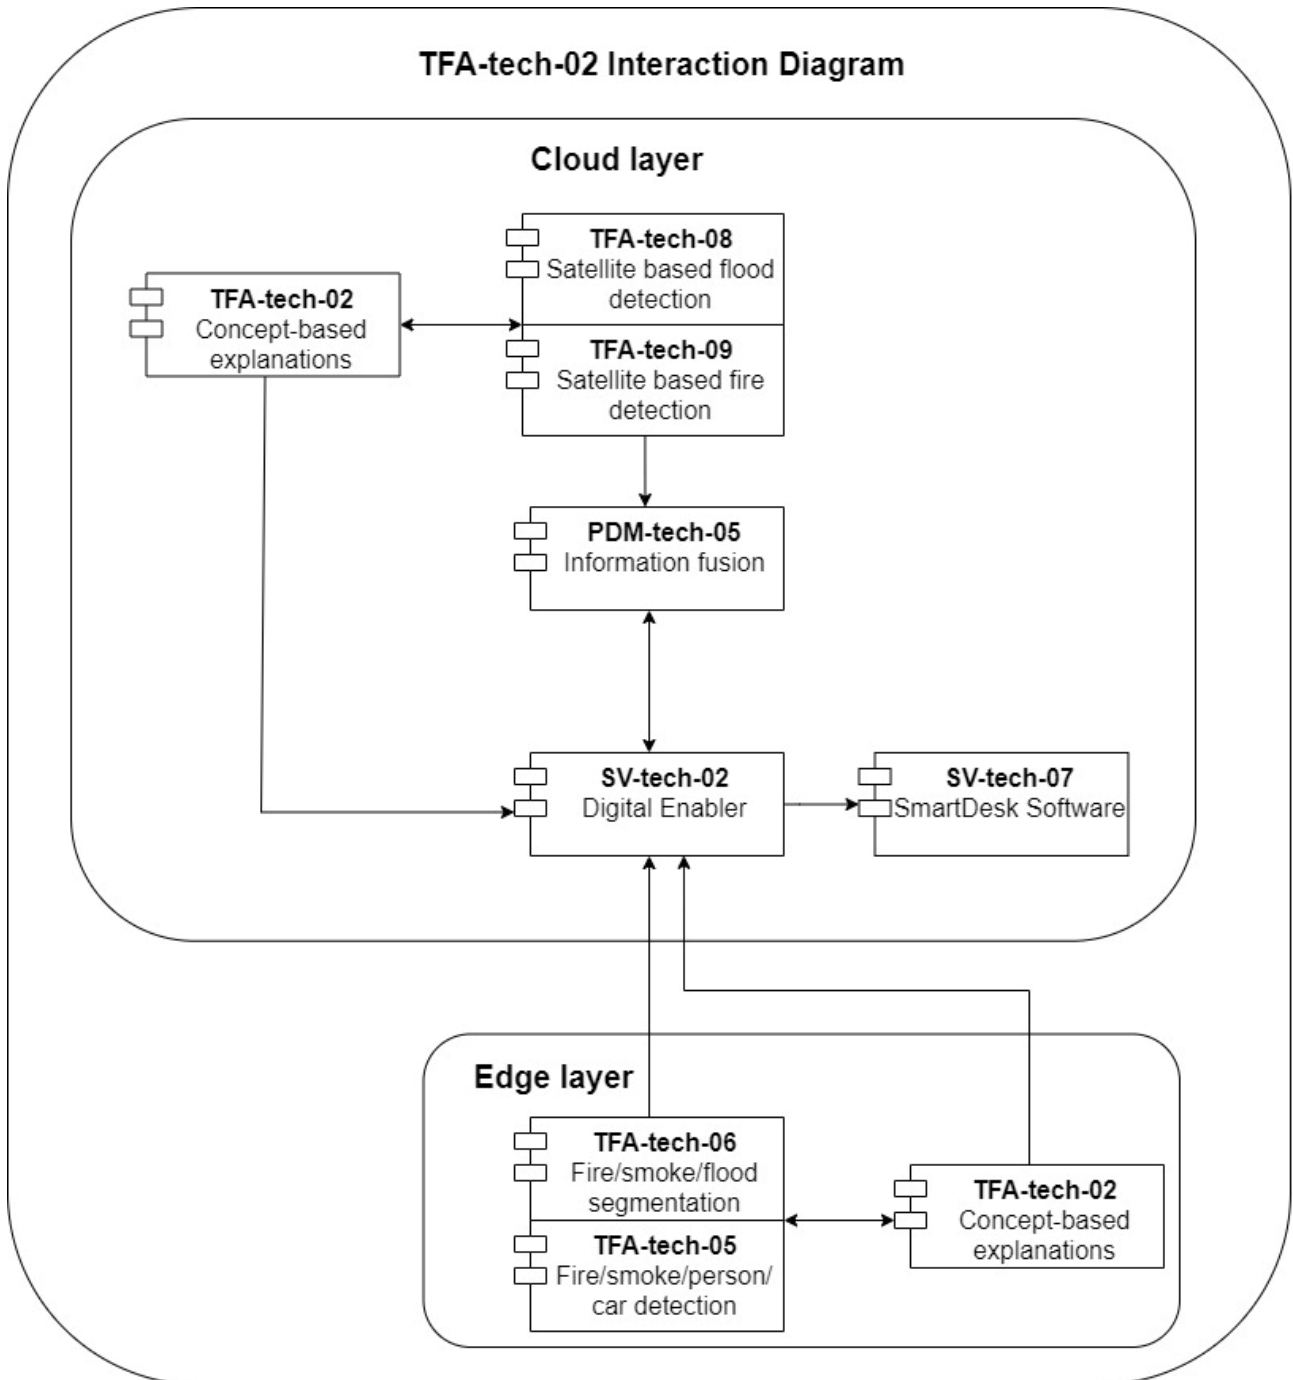 TFA-tech-02 Interaction Diagram
Cloud layer
TFA-tech-08
Satellite based flood
detection
TFA-tech-02
Concept-based
explanations
TFA-tech-09
Satellite based fire
detection
PDM-tech-05
Information fusion
SV-tech-02
Digital Enabler
SV-tech-07
SmartDesk Software
Edge layer
TFA-tech-06
Fire/smoke/flood
segmentation
TFA-tech-05
Fire/smoke/person/
car detection
TFA-tech-02
Concept-based
explanations